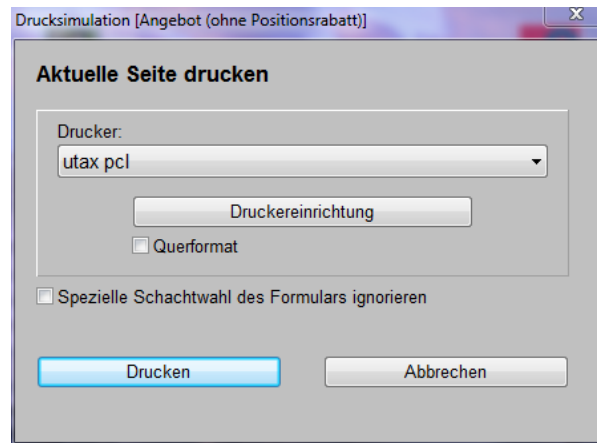 Drucksimulation [Angebot (ohne Positionsrabatt)]
Aktuelle Seite drucken
Drucker:
utax pcl
Druckereinrichtung
Querformat
Spezielle Schachtwahl des Formulars ignorieren
Drucken
Abbrechen